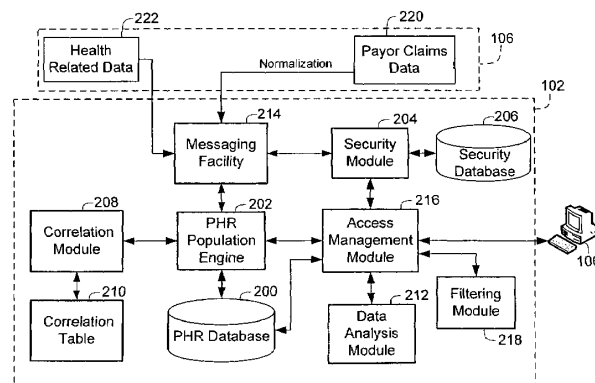 222
Health
Related Data
220
Payor Claims
Data
106
Normalization
102
214
Messaging
Facility
204
Security
Module
206
Security
Database
208
Correlation
Module
202
PHR
Population
Engine
216
Access
Management
Module
106
210
Correlation
Table
200
PHR Database
212
Data
Analysis
Module
Filtering
Module
218